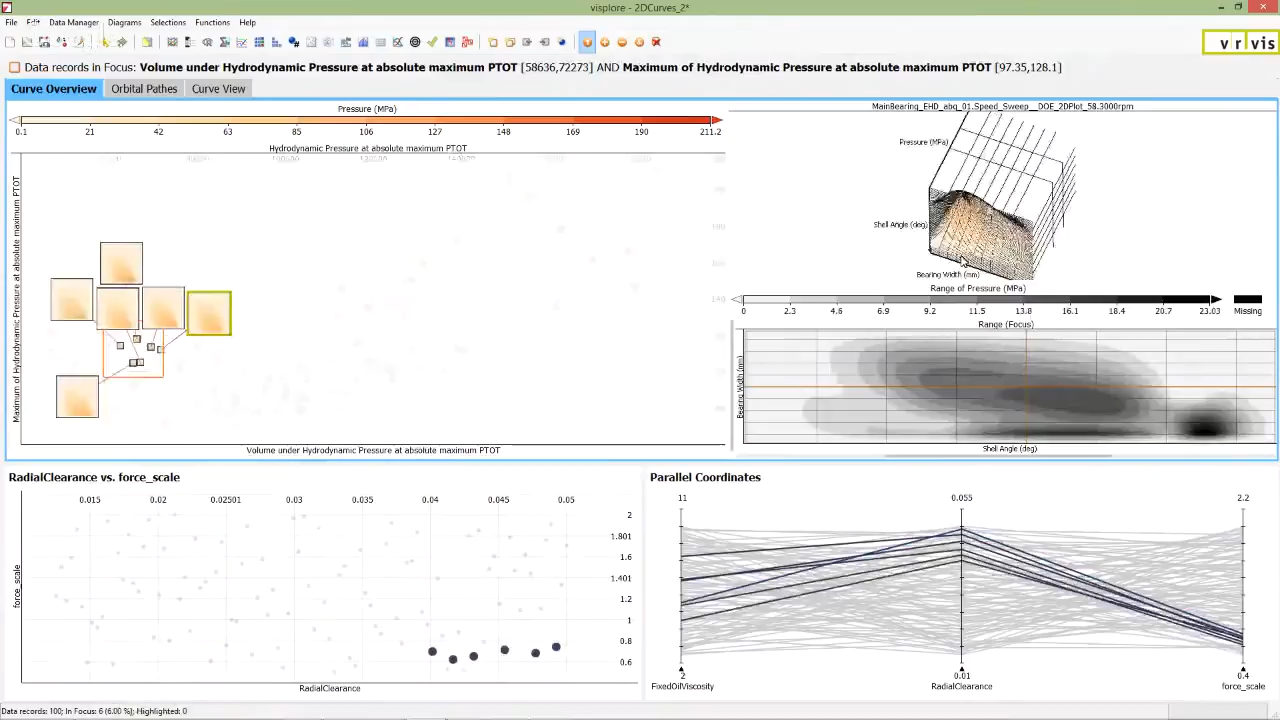 visplore - 2DCurves_2*
File Edit Data Manager Diagrams Selections Functions Help
vrvis
Data records in Focus: Volume under Hydrodynamic Pressure at absolute maximum PTOT [58636,72273] AND Maximum of Hydrodynamic Pressure at absolute maximum PTOT [97.35,128.1]
Curve Overview Orbital Pathes Curve View
Pressure (MPa)
0.1 21 42 63 85 106 127 148 169 190 211.2
Hydrodynamic Pressure at absolute maximum PTOT
Maximum of Hydrodynamic Pressure at absolute maximum PTOT
Volume under Hydrodynamic Pressure at absolute maximum PTOT
MainBearing_EHD_abq_01.Speed_Sweep__DOE_2DPlot_58.3000rpm
Pressure (MPa)
Shell Angle (deg)
Bearing Width (mm)
Range of Pressure (MPa)
0 2.3 4.6 6.9 9.2 11.5 13.8 16.1 18.4 20.7 23.03 Missing
Range (Focus)
Bearing Width (mm)
Shell Angle (deg)
RadialClearance vs. force_scale
0.015 0.02 0.02501 0.03 0.035 0.04 0.045 0.05
2
1.801
1.6
1.401
1.2
1
0.8
0.6
force_scale
RadialClearance
Parallel Coordinates
11 0.055 2.2
2 0.01 0.4
FixedOilViscosity RadialClearance force_scale
Data records: 100; In Focus: 6 (6.00 %); Highlighted: 0